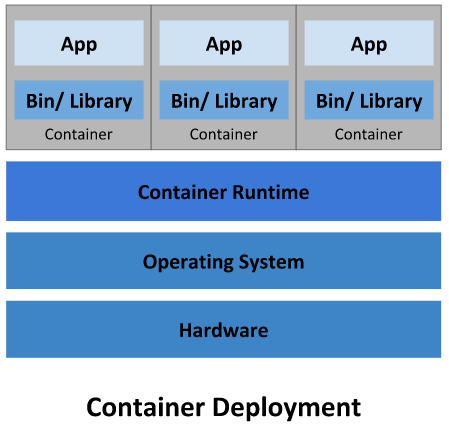 App App App
Bin/ Library Bin/ Library Bin/ Library
Container Container Container
Container Runtime
Operating System
Hardware
Container Deployment